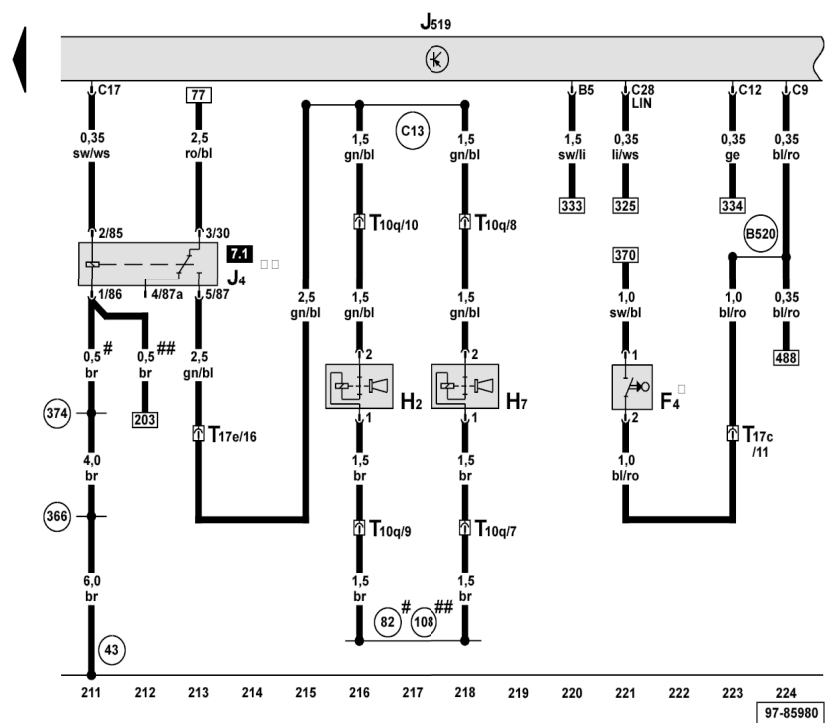 J519
C17
77
B5
C28
LIN
C12
C9
0,35
sw/ws
2,5
ro/bl
C13
1,5
gn/bl
1,5
gn/bl
1,5
sw/li
0,35
li/ws
0,35
ge
0,35
bl/ro
333
325
334
2/85
3/30
T10q/10
T10q/8
B520
7.1
J4
370
1/86
4/87a
5/87
2,5
gn/bl
1,5
gn/bl
1,5
gn/bl
1,0
sw/bl
1,0
bl/ro
0,35
bl/ro
0,5 #
br
0,5 ##
br
2,5
gn/bl
2
2
1
488
H2
H7
F4
374
203
1
1
2
T17e/16
T17c
/11
4,0
br
1,5
br
1,5
br
1,0
bl/ro
366
T10q/9
T10q/7
6,0
br
1,5
br
1,5
br
82 # 108 ##
43
211 212 213 214 215 216 217 218 219 220 221 222 223 224
97-85980